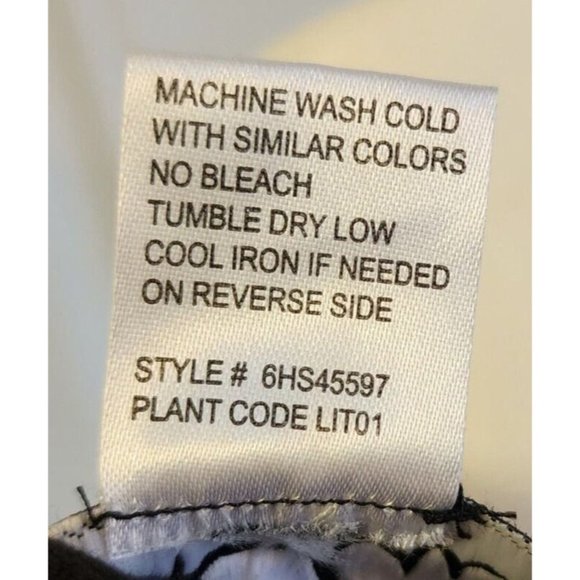 MACHINE WASH COLD
WITH SIMILAR COLORS
NO BLEACH
TUMBLE DRY LOW
COOL IRON IF NEEDED
ON REVERSE SIDE
STYLE # 6HS45597
PLANT CODE LIT01